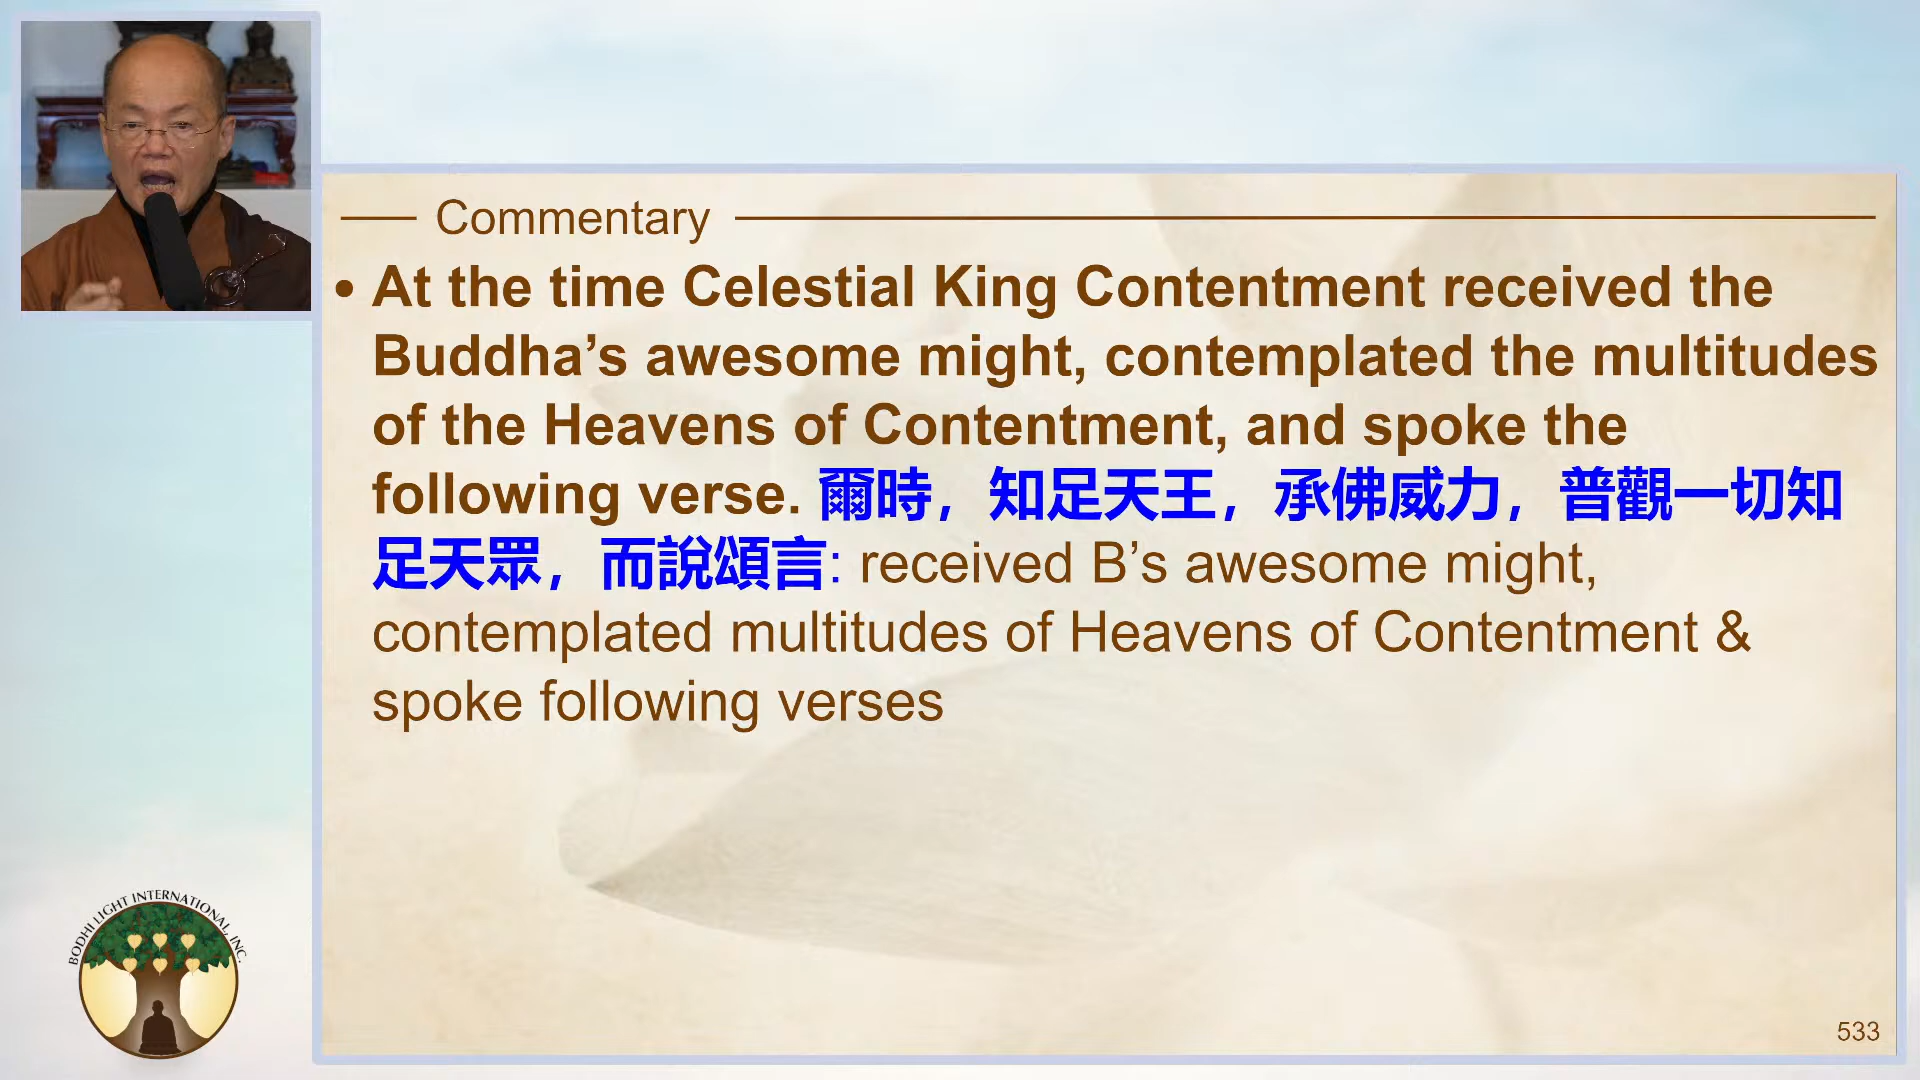 Commentary
• At the time Celestial King Contentment received the
Buddha’s awesome might, contemplated the multitudes
of the Heavens of Contentment, and spoke the
following verse. 爾時，知足天王，承佛威力，普觀一切知
足天眾，而說頌言: received B’s awesome might,
contemplated multitudes of Heavens of Contentment &
spoke following verses
BODHI LIGHT INTERNATIONAL, INC.
533